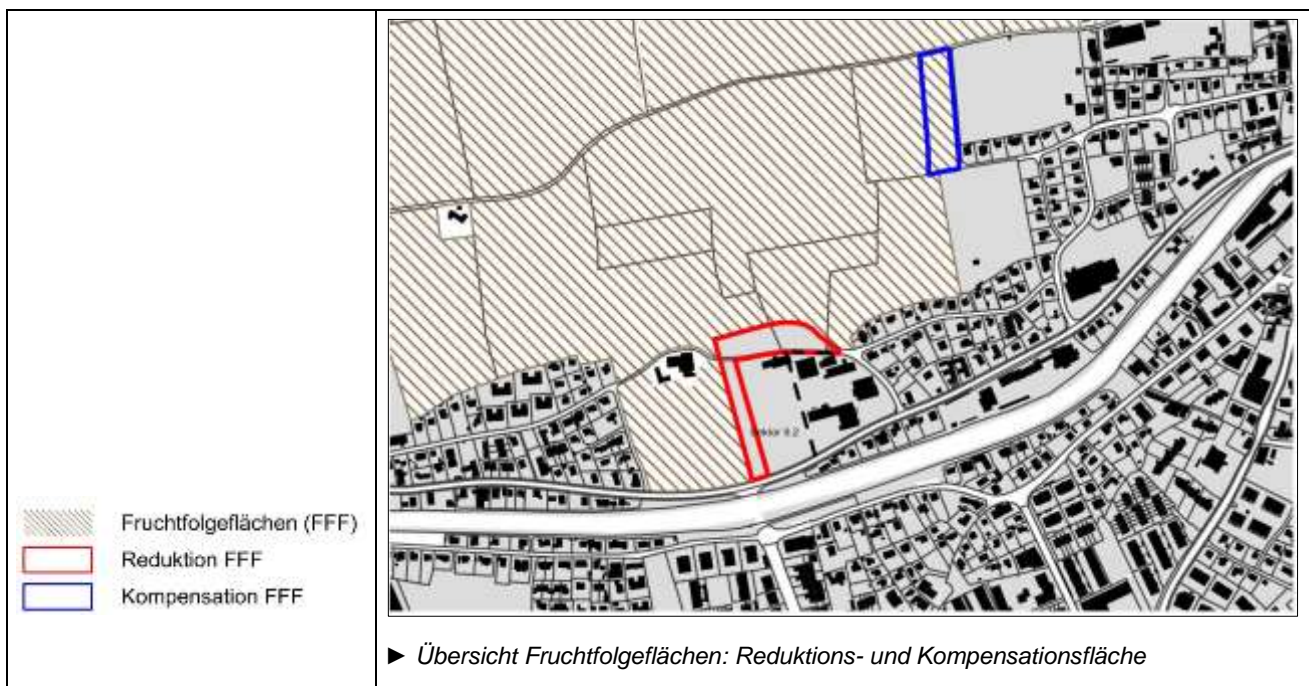 Fruchtfolgeflächen (FFF)
Reduktion FFF
Kompensation FFF
► Übersicht Fruchtfolgeflächen: Reduktions- und Kompensationsfläche